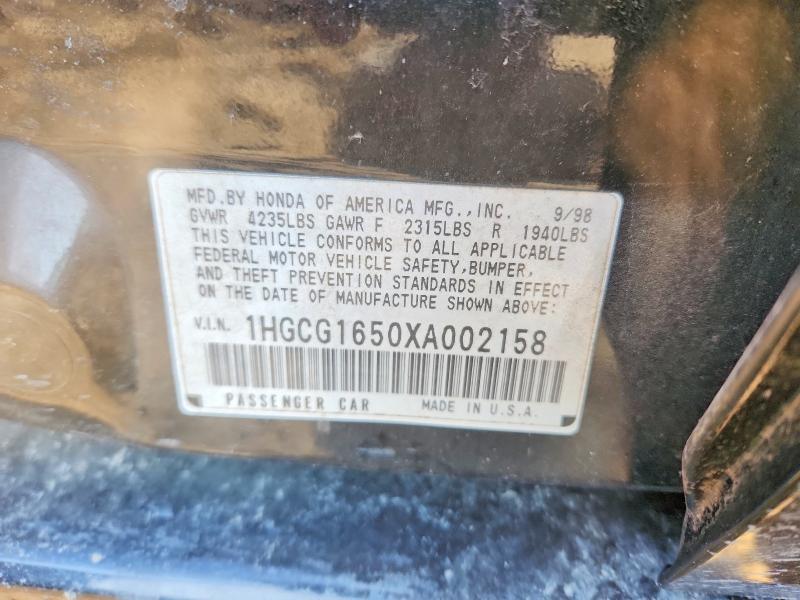 MFD.BY HONDA OF AMERICA MFG.,INC. 9/98
GVWR 4235LBS GAWR F 2315LBS R 1940LBS
THIS VEHICLE CONFORMS TO ALL APPLICABLE
FEDERAL MOTOR VEHICLE SAFETY,BUMPER,
AND THEFT PREVENTION STANDARDS IN EFFECT
ON THE DATE OF MANUFACTURE SHOWN ABOVE:
V.I.N. 1HGCG1650XA002158
PASSENGER CAR MADE IN U.S.A.